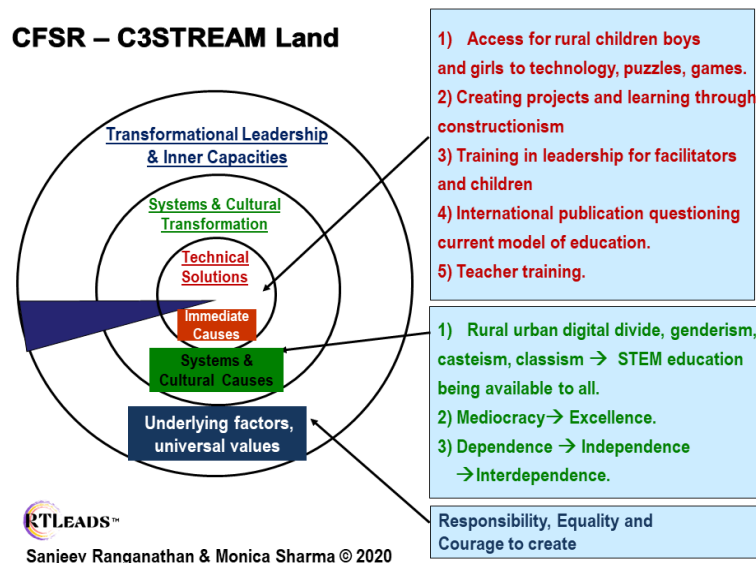 CFSR – C3STREAM Land
Transformational Leadership
& Inner Capacities
Systems & Cultural
Transformation
Technical
Solutions
Immediate
Causes
Systems &
Cultural Causes
Underlying factors,
universal values
1) Access for rural children boys
and girls to technology, puzzles, games.
2) Creating projects and learning through
constructionism
3) Training in leadership for facilitators
and children
4) International publication questioning
current model of education.
5) Teacher training.
1) Rural urban digital divide, genderism,
casteism, classism → STEM education
being available to all.
2) Mediocracy→ Excellence.
3) Dependence → Independence
→Interdependence.
Responsibility, Equality and
Courage to create
RTLEADS™
Sanjeev Ranganathan & Monica Sharma © 2020